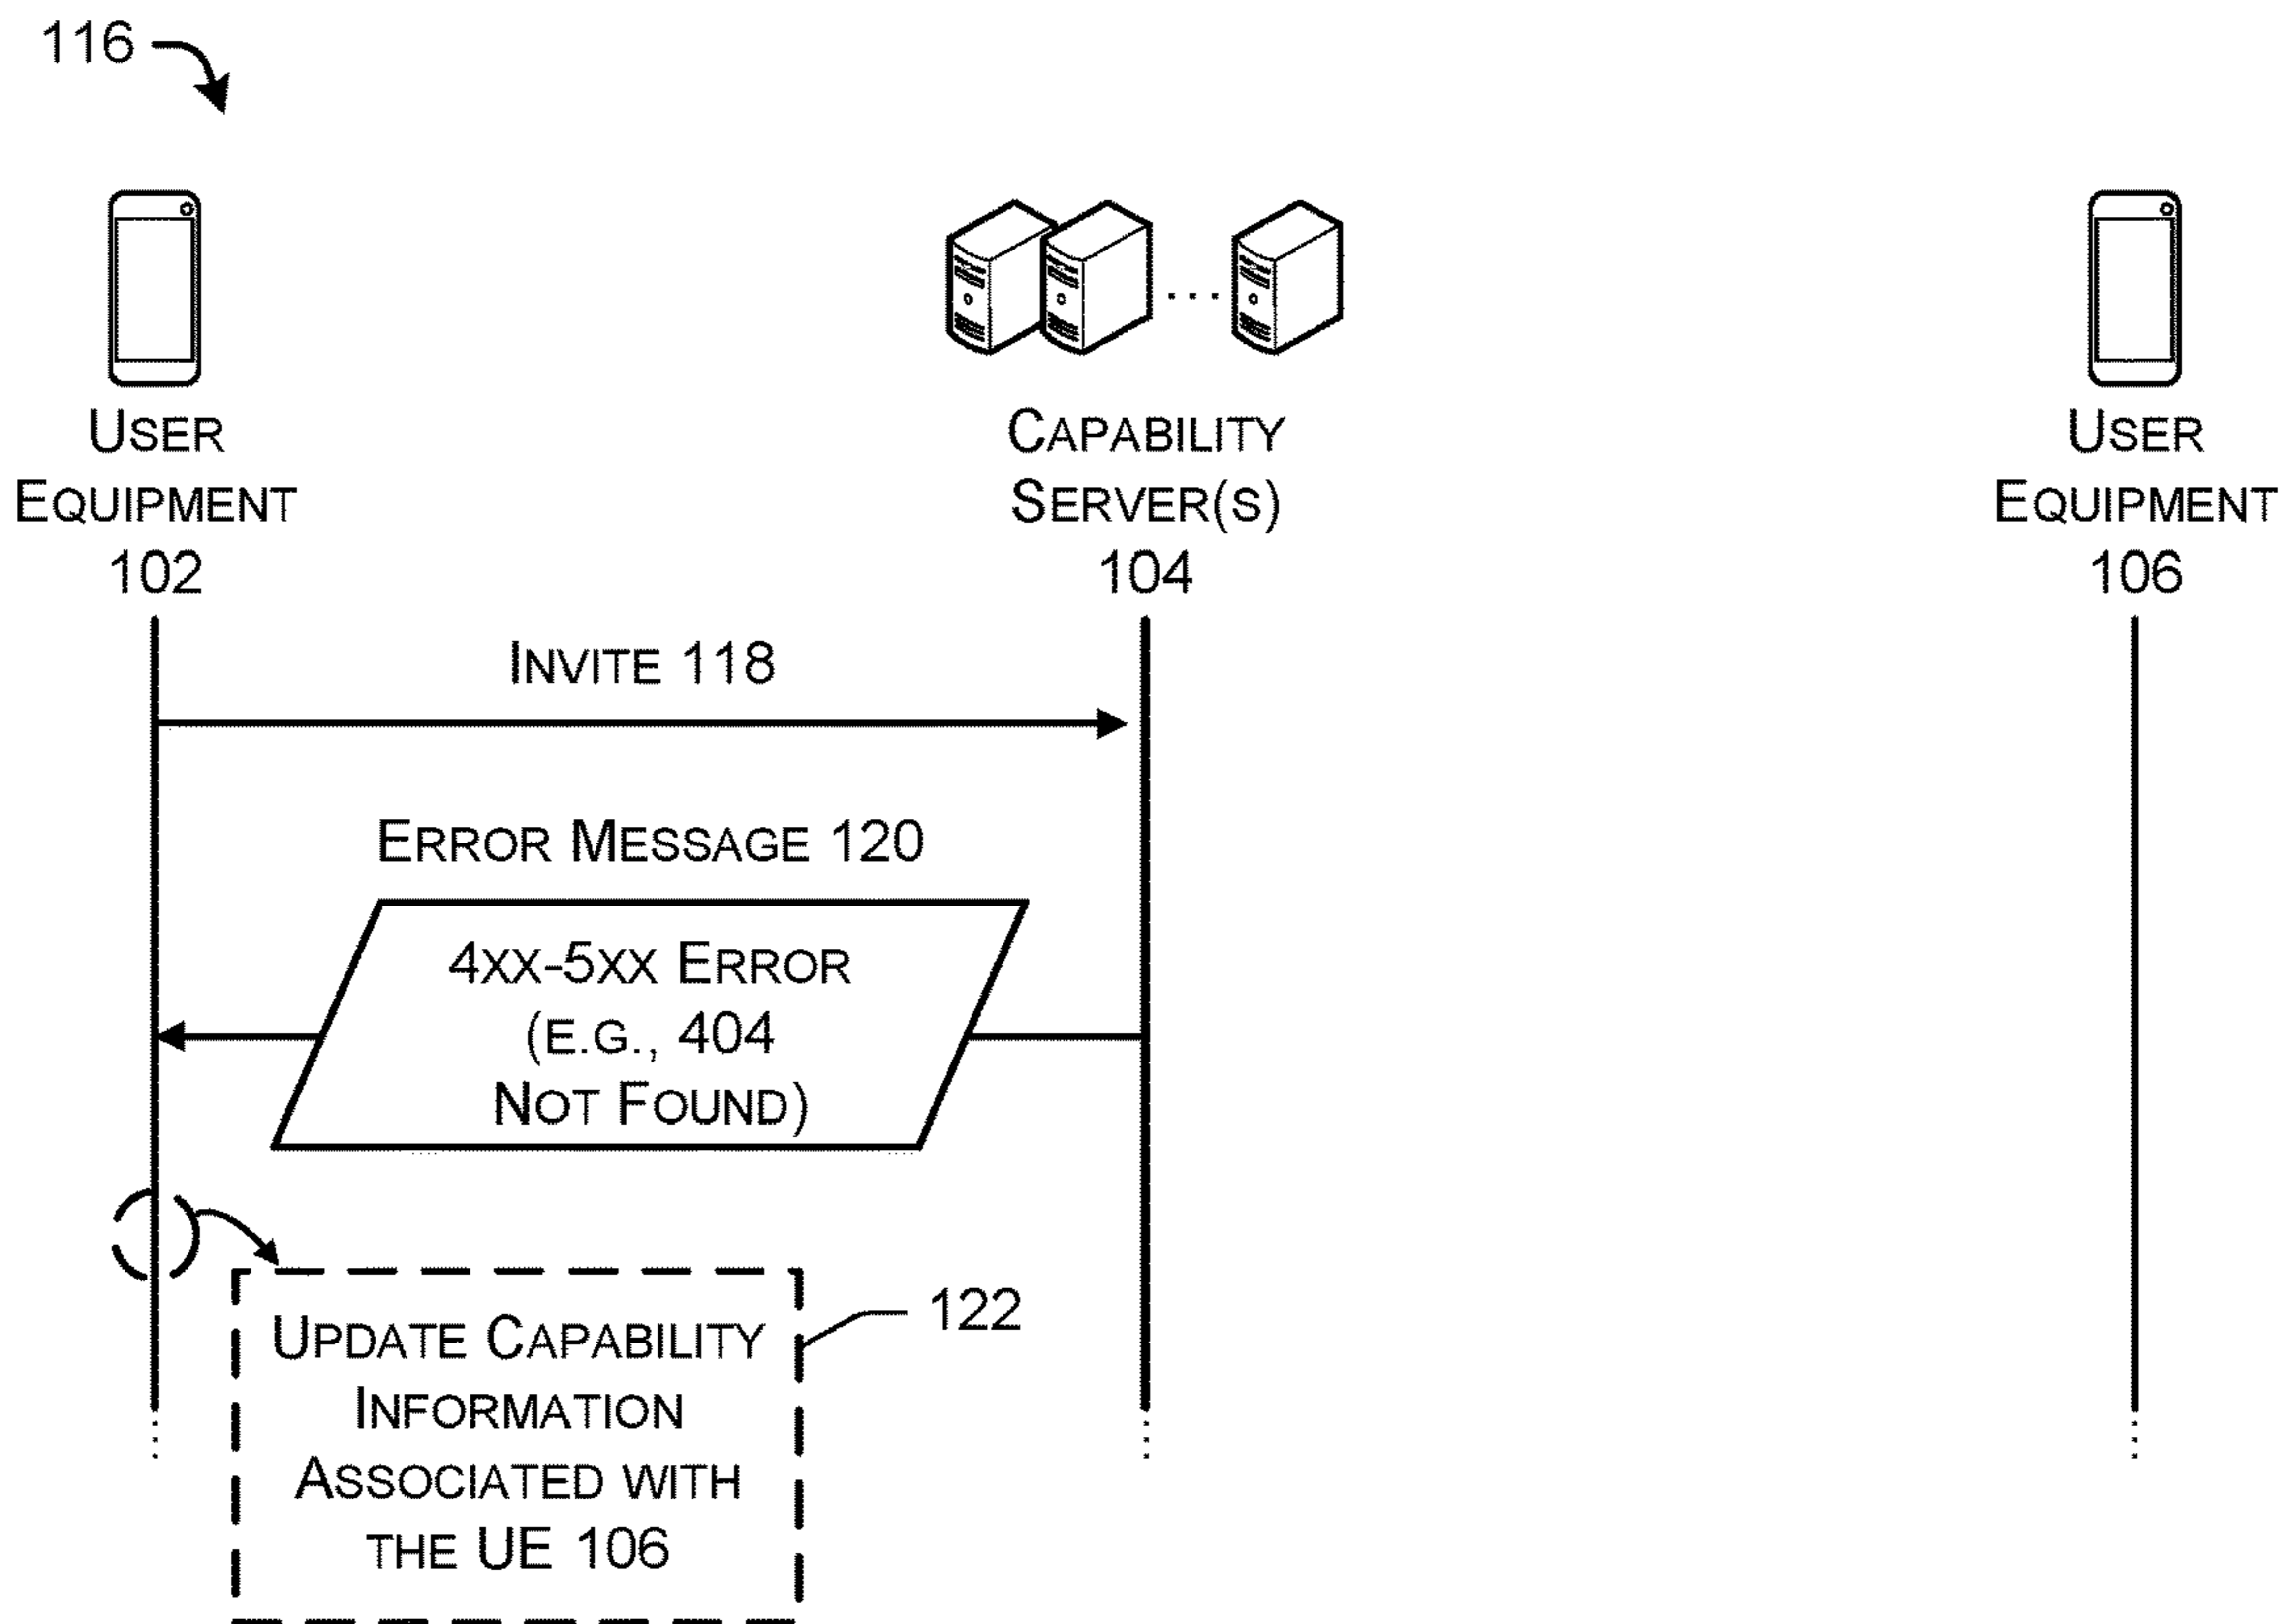 116
USER
EQUIPMENT
102
CAPABILITY
SERVER(S)
104
USER
EQUIPMENT
106
INVITE 118
ERROR MESSAGE 120
4XX-5XX ERROR
(E.G., 404
NOT FOUND)
122
UPDATE CAPABILITY
INFORMATION
ASSOCIATED WITH
THE UE 106